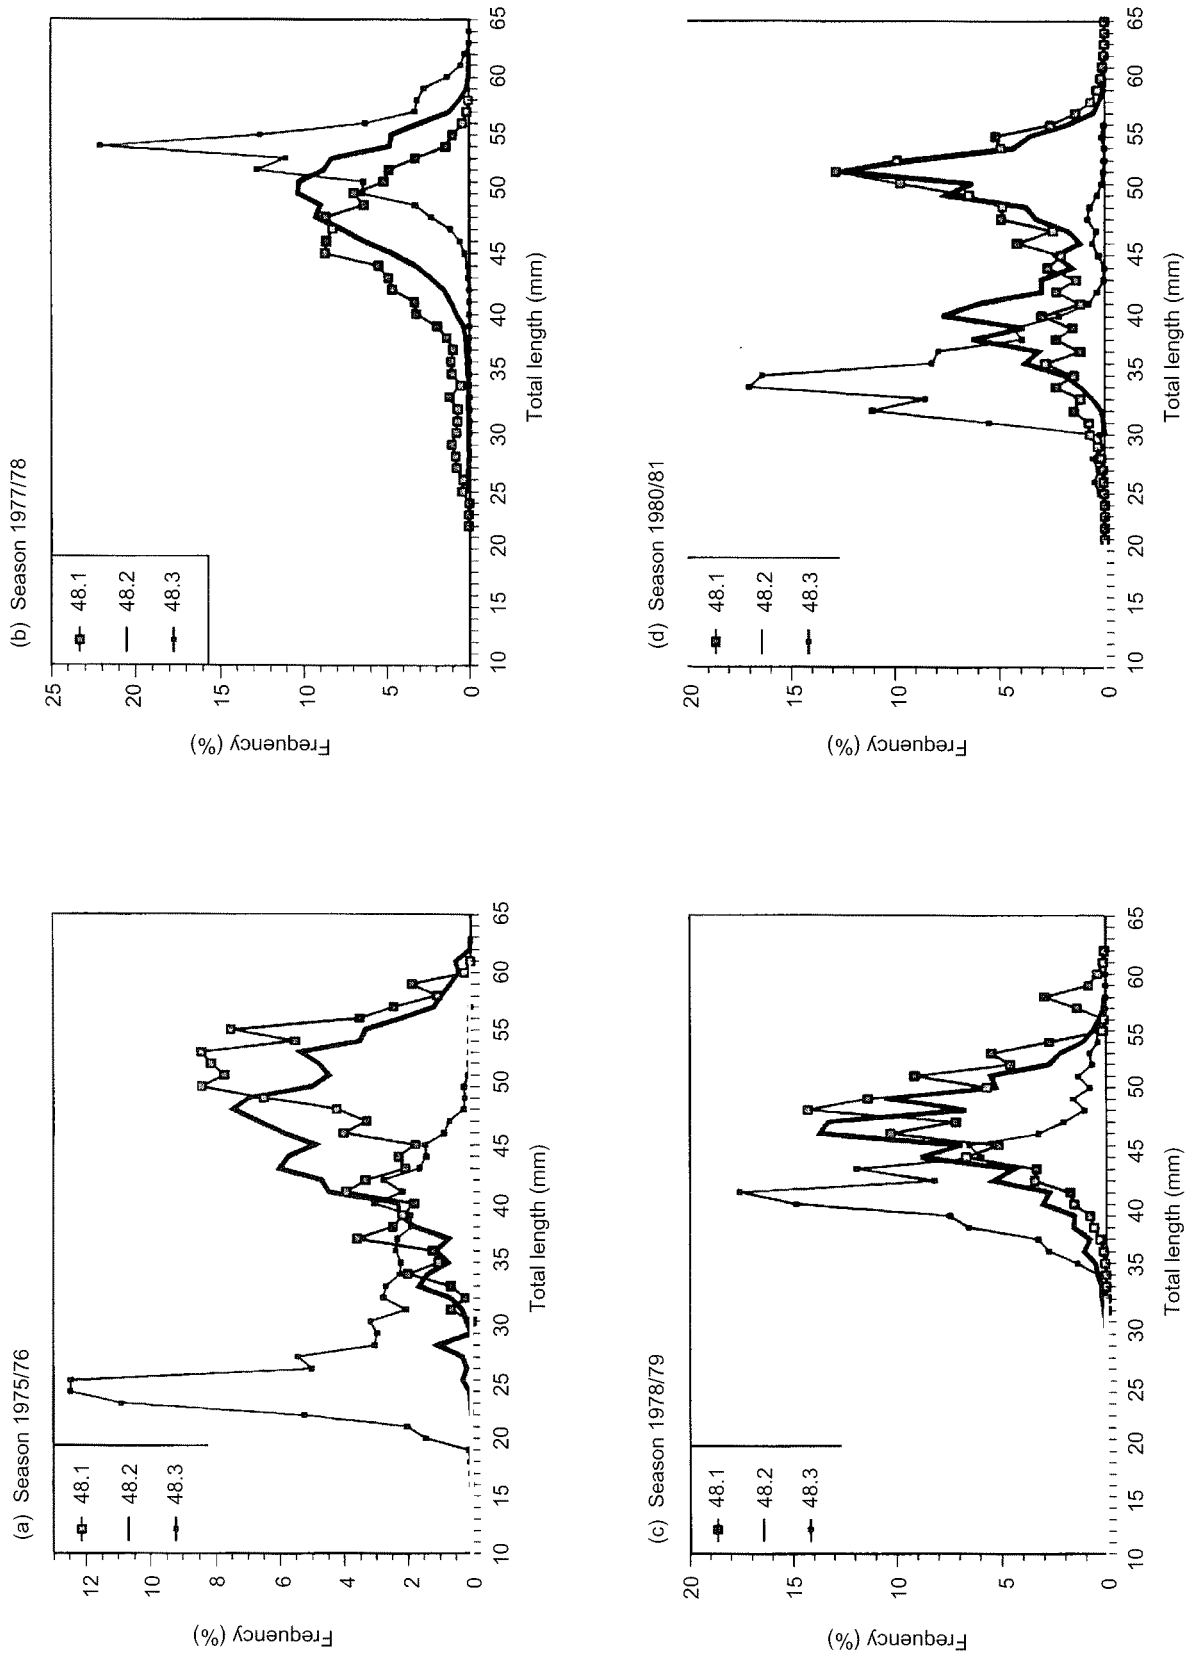 (a) Season 1975/76
48.1
48.2
48.3
Frequency (%)
12
10
8
6
4
2
0
10 15 20 25 30 35 40 45 50 55 60 65
Total length (mm)
(b) Season 1977/78
48.1
48.2
48.3
Frequency (%)
25
20
15
10
5
0
10 15 20 25 30 35 40 45 50 55 60 65
Total length (mm)
(c) Season 1978/79
48.1
48.2
48.3
Frequency (%)
20
15
10
5
0
10 15 20 25 30 35 40 45 50 55 60 65
Total length (mm)
(d) Season 1980/81
48.1
48.2
48.3
Frequency (%)
20
15
10
5
0
10 15 20 25 30 35 40 45 50 55 60 65
Total length (mm)